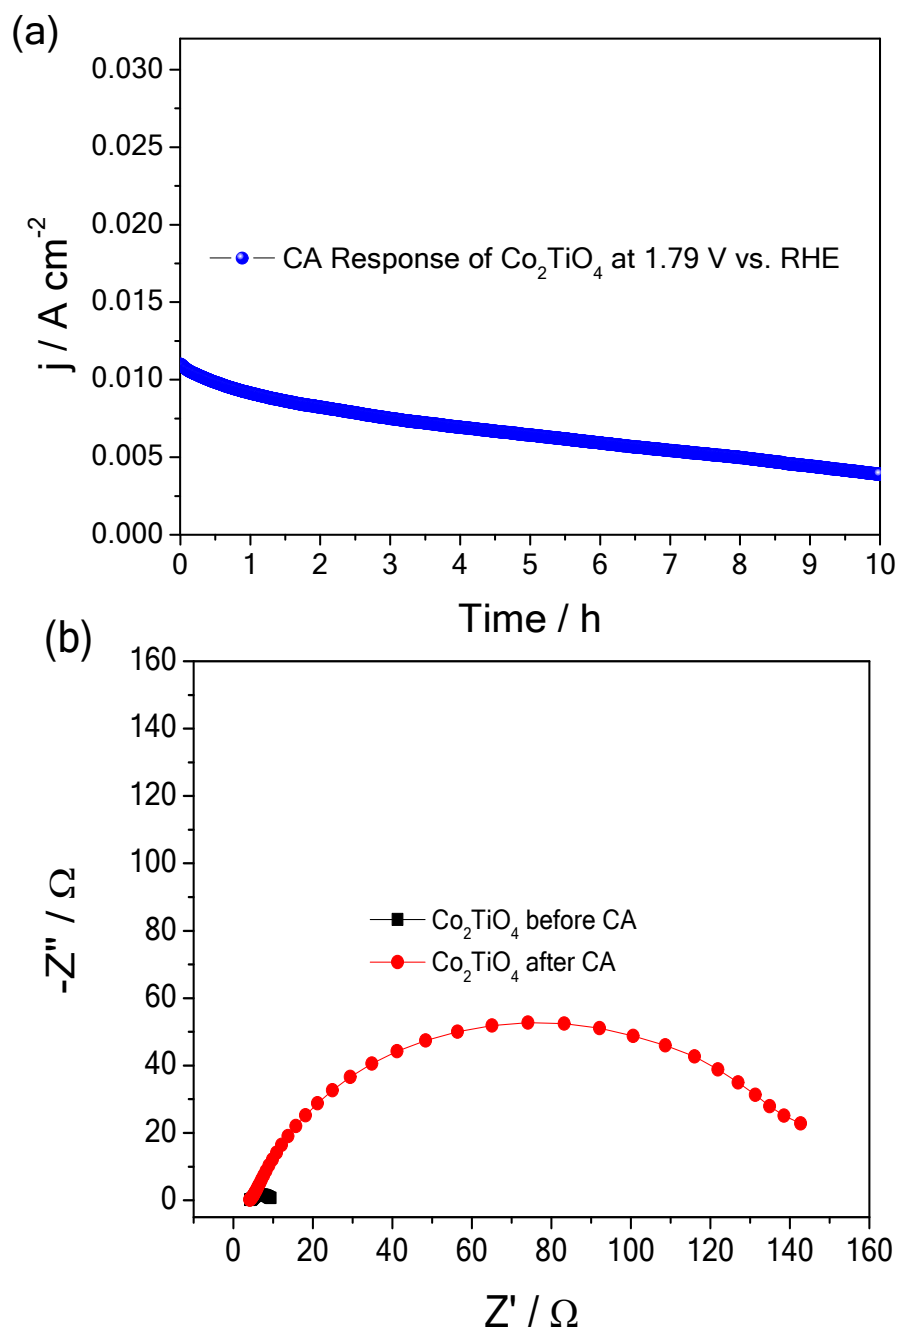 (a)
0.030
0.025
0.020
0.015
0.010
0.005
0.000
j / A cm⁻²
CA Response of Co₂TiO₄ at 1.79 V vs. RHE
0 1 2 3 4 5 6 7 8 9 10
Time / h
(b)
160
140
120
100
80
60
40
20
0
-Z" / Ω
Co₂TiO₄ before CA
Co₂TiO₄ after CA
0 20 40 60 80 100 120 140 160
Z' / Ω